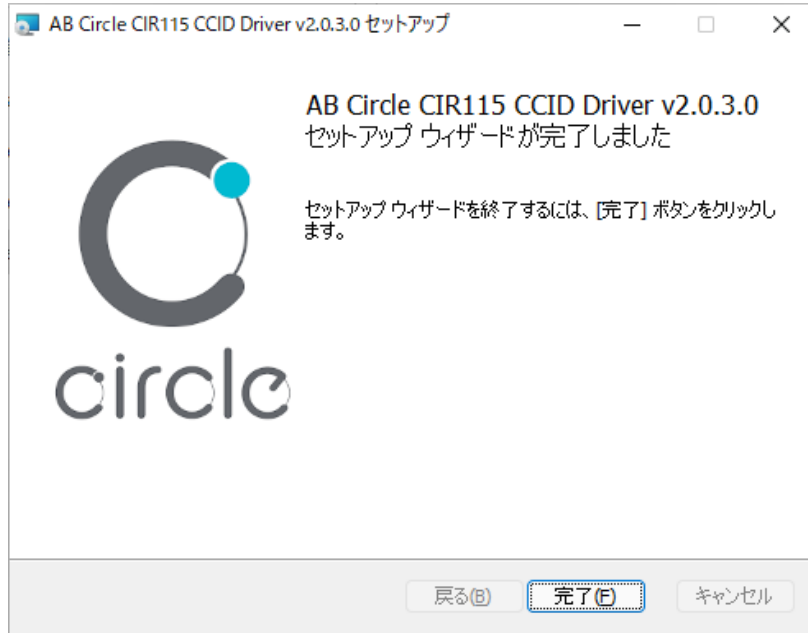 AB Circle CIR115 CCID Driver v2.0.3.0 セットアップ
AB Circle CIR115 CCID Driver v2.0.3.0
セットアップ ウィザードが完了しました
セットアップ ウィザードを終了するには、[完了] ボタンをクリックし
ます。
circle
戻る(B) 完了(F) キャンセル